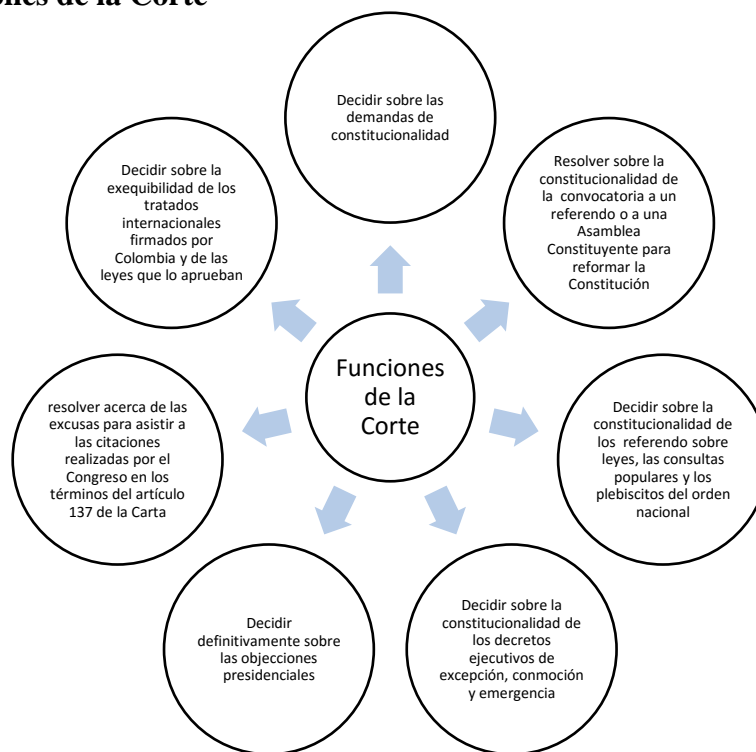 nes de la Corte
Decidir sobre las
demandas de
constitucionalidad
Resolver sobre la
constitucionalidad de
la convocatoria a un
referendo o a una
Asamblea
Constituyente para
reformar la
Constitución
Decidir sobre la
constitucionalidad de
los referendo sobre
leyes, las consultas
populares y los
plebiscitos del orden
nacional
Decidir sobre la
constitucionalidad de
los decretos
ejecutivos de
excepción, conmoción
y emergencia
Decidir
definitivamente sobre
las objecciones
presidenciales
resolver acerca de las
excusas para asistir a
las citaciones
realizadas por el
Congreso en los
términos del artículo
137 de la Carta
Decidir sobre la
exequibilidad de los
tratados
internacionales
firmados por
Colombia y de las
leyes que lo aprueban
Funciones
de la
Corte